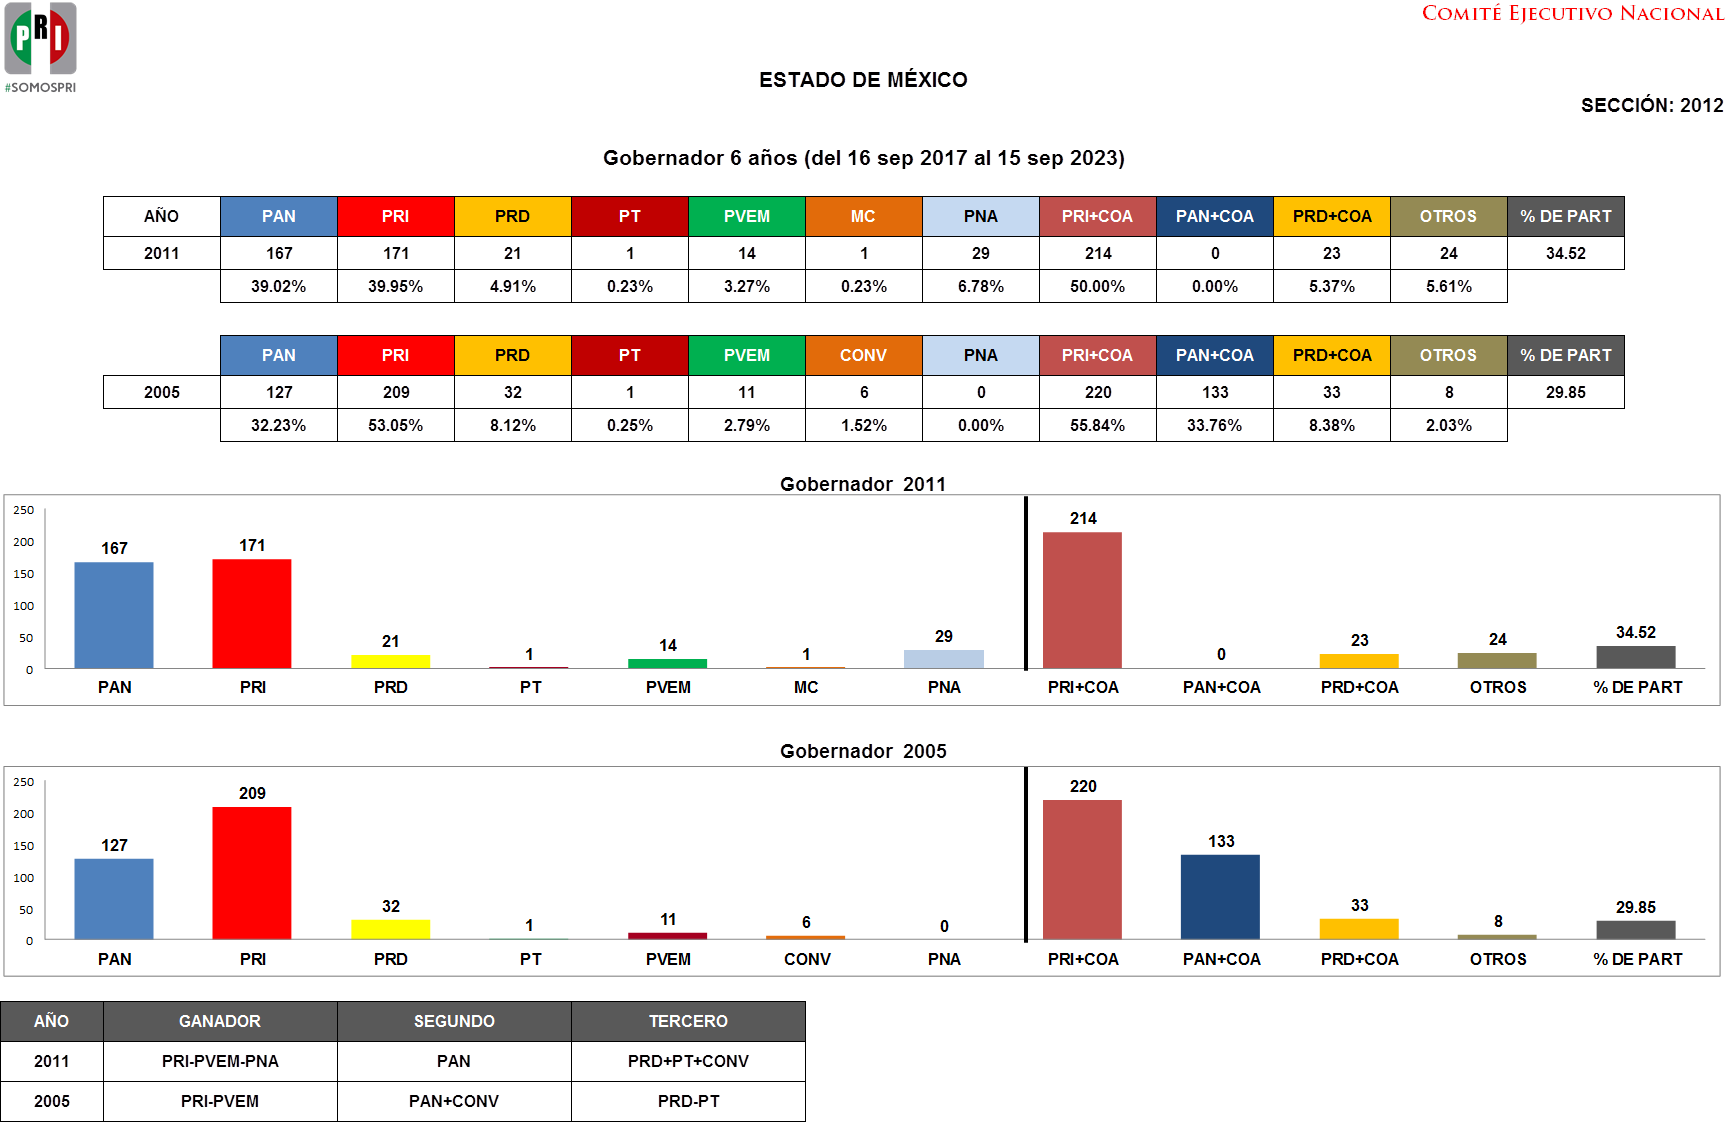 PRI
#SOMOSPRI
COMITÉ EJECUTIVO NACIONAL
ESTADO DE MÉXICO
SECCIÓN: 2012
Gobernador 6 años (del 16 sep 2017 al 15 sep 2023)
AÑO PAN PRI PRD PT PVEM MC PNA PRI+COA PAN+COA PRD+COA OTROS % DE PART
2011 167 171 21 1 14 1 29 214 0 23 24 34.52
39.02% 39.95% 4.91% 0.23% 3.27% 0.23% 6.78% 50.00% 0.00% 5.37% 5.61%
PAN PRI PRD PT PVEM CONV PNA PRI+COA PAN+COA PRD+COA OTROS % DE PART
2005 127 209 32 1 11 6 0 220 133 33 8 29.85
32.23% 53.05% 8.12% 0.25% 2.79% 1.52% 0.00% 55.84% 33.76% 8.38% 2.03%
Gobernador 2011
250
200
150
100
50
0
167 171 21 1 14 1 29 214 0 23 24 34.52
PAN PRI PRD PT PVEM MC PNA PRI+COA PAN+COA PRD+COA OTROS % DE PART
Gobernador 2005
250
200
150
100
50
0
127 209 32 1 11 6 0 220 133 33 8 29.85
PAN PRI PRD PT PVEM CONV PNA PRI+COA PAN+COA PRD+COA OTROS % DE PART
AÑO GANADOR SEGUNDO TERCERO
2011 PRI-PVEM-PNA PAN PRD+PT+CONV
2005 PRI-PVEM PAN+CONV PRD-PT